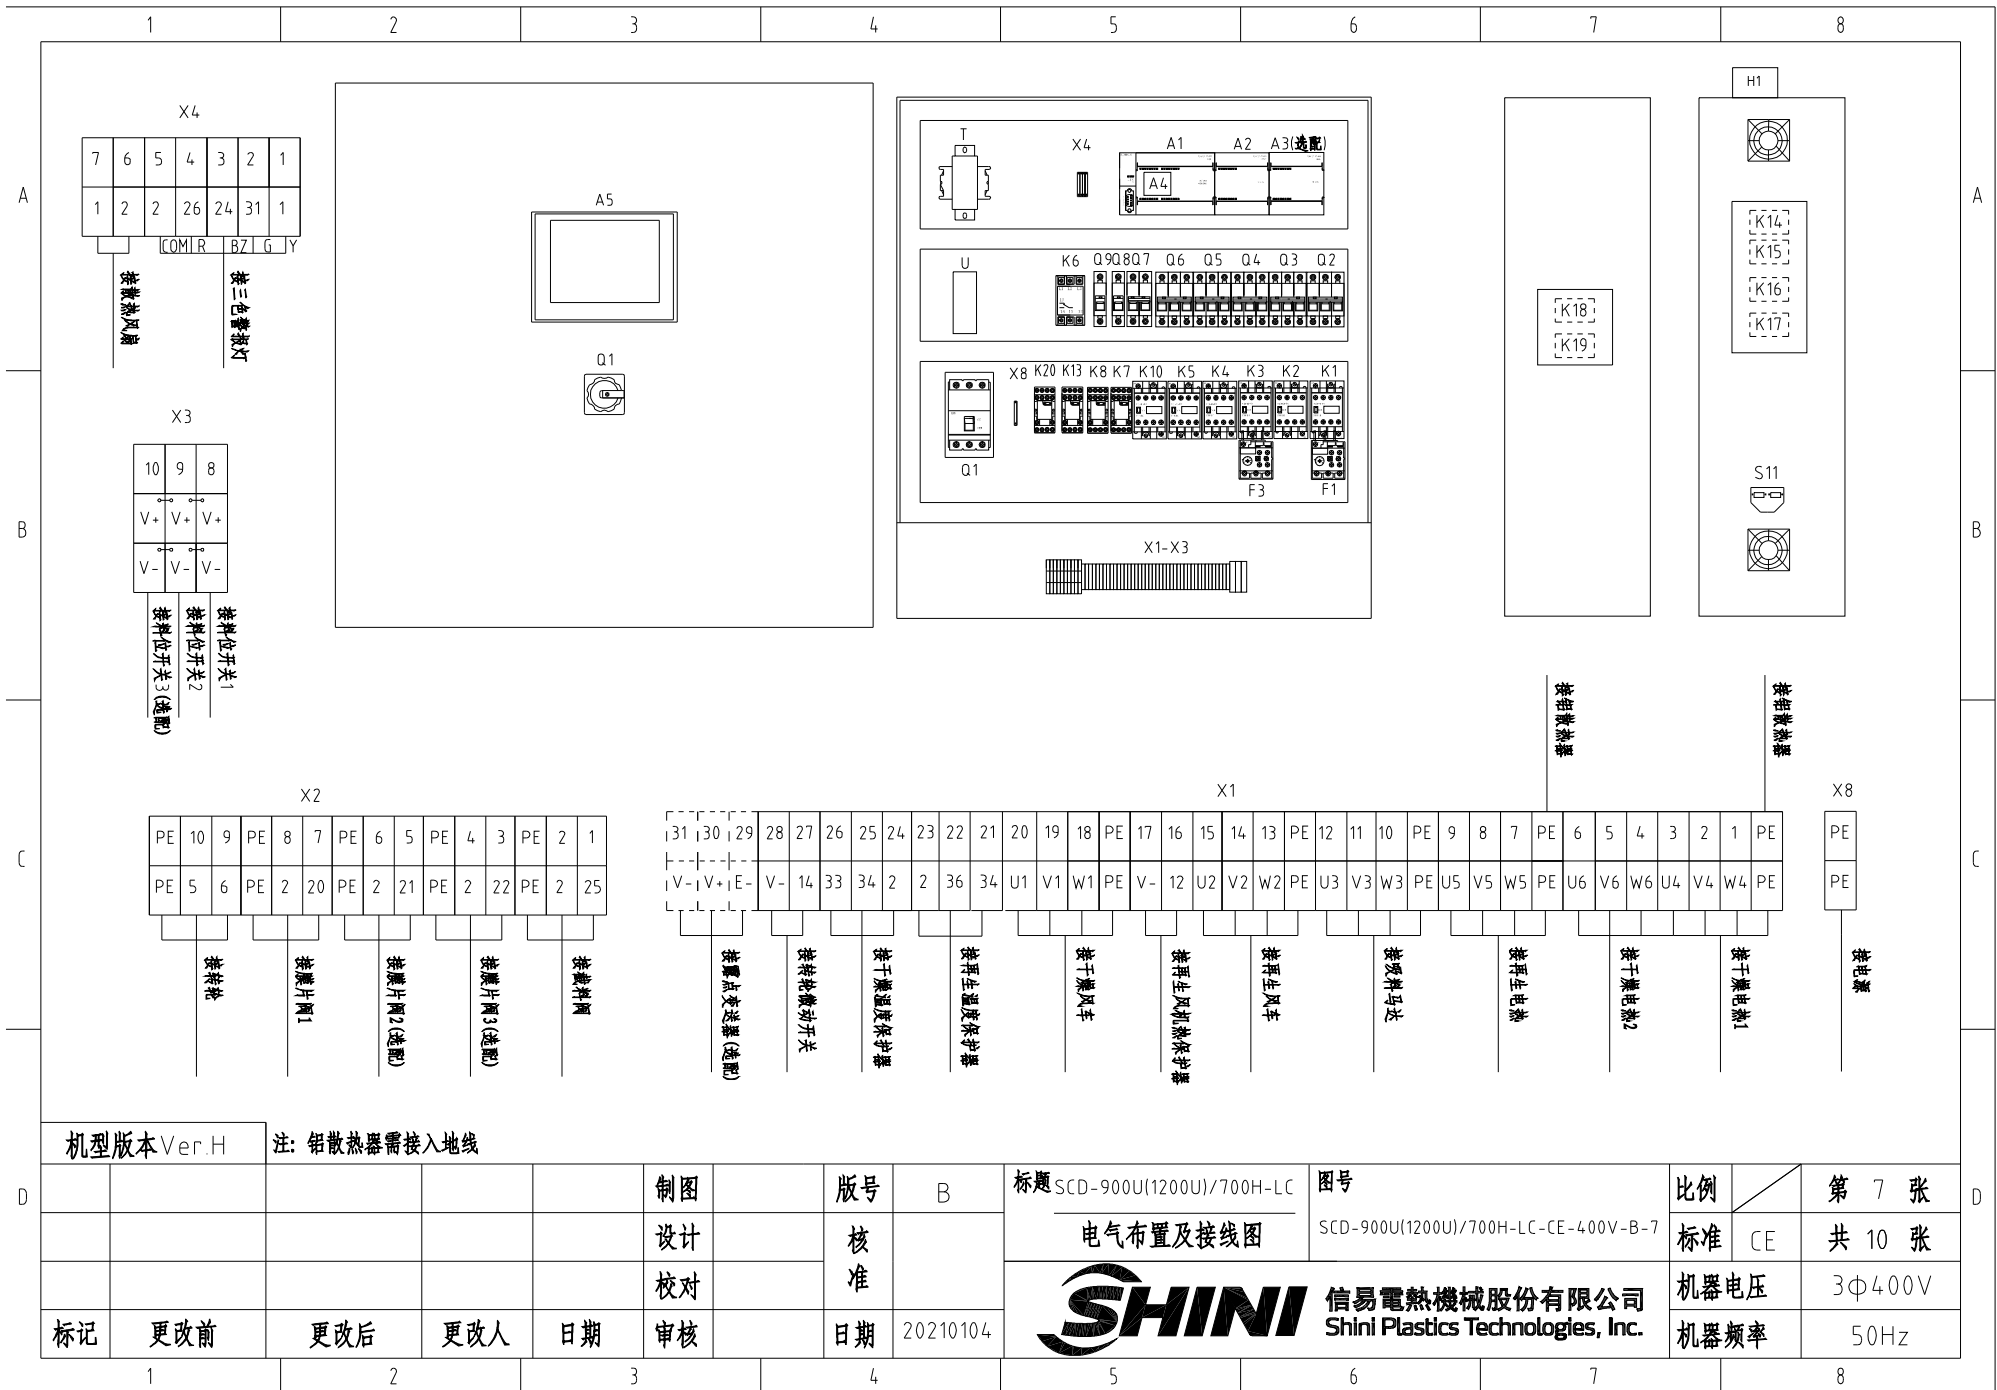 1 2 3 4 5 6 7 8
A
B
C
D
A
B
C
D
X4
7 6 5 4 3 2 1
1 2 2 26 24 31 1
COM R BZ G Y
接散热风扇
接三色警报灯
X3
10 9 8
V+ V+ V+
V- V- V-
接料位开关3(选配)
接料位开关2
接料位开关1
A5
Q1
T X4 A1 A2 A3(选配)
A4
U K6 Q9 Q8 Q7 Q6 Q5 Q4 Q3 Q2
X8 K20 K13 K8 K7 K10 K5 K4 K3 K2 K1
Q1 F3 F1
X1-X3
K18
K19
H1
K14
K15
K16
K17
S11
接铝散热器
接铝散热器
X2
PE 10 9 PE 8 7 PE 6 5 PE 4 3 PE 2 1
PE 5 6 PE 2 20 PE 2 21 PE 2 22 PE 2 25
接转轮
接膜片阀1
接膜片阀2(选配)
接膜片阀3(选配)
接截料阀
X1
31 30 29 28 27 26 25 24 23 22 21 20 19 18 PE 17 16 15 14 13 PE 12 11 10 PE 9 8 7 PE 6 5 4 3 2 1 PE
V- V+ E- V- 14 33 34 2 2 36 34 U1 V1 W1 PE V- 12 U2 V2 W2 PE U3 V3 W3 PE U5 V5 W5 PE U6 V6 W6 U4 V4 W4 PE
接露点变送器(选配)
接转轮微动开关
接干燥温度保护器
接再生温度保护器
接干燥风车
接再生风机热保护器
接再生风车
接吸料马达
接再生电热
接干燥电热2
接干燥电热1
X8
PE
PE
接电源
机型版本Ver.H
注: 铝散热器需接入地线
制图
设计
校对
审核
版号 B
核准
日期 20210104
标记 更改前 更改后 更改人 日期
标题 SCD-900U(1200U)/700H-LC
电气布置及接线图
图号
SCD-900U(1200U)/700H-LC-CE-400V-B-7
比例
第 7 张
标准 CE
共 10 张
机器电压 3φ400V
机器频率 50Hz
SHINI
信易電熱機械股份有限公司
Shini Plastics Technologies, Inc.
1 2 3 4 5 6 7 8